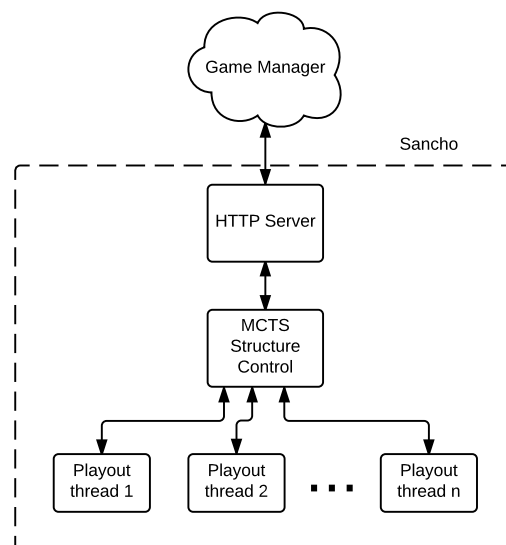 Game Manager
Sancho
HTTP Server
MCTS
Structure
Control
Playout
thread 1
Playout
thread 2
Playout
thread n